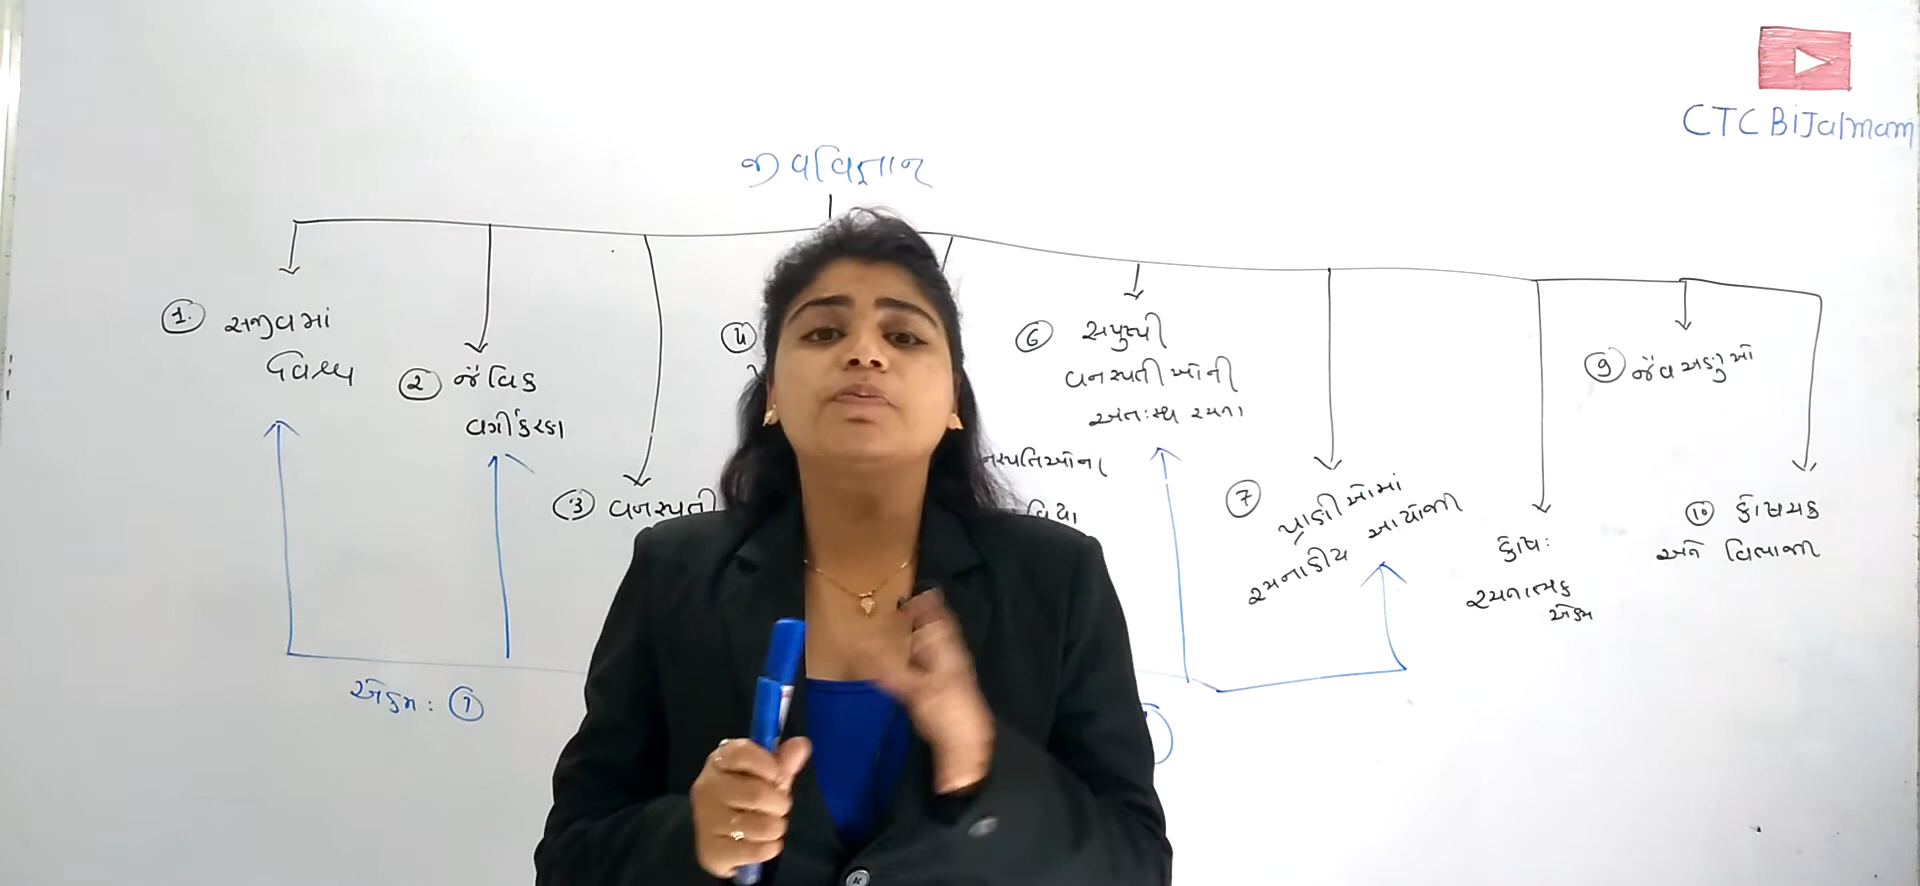 CTC BiJalmam
જીવવિજ્ઞાન
1. સજીવમાં
2 જૈવિક
વર્ગીકરણ
3 વનસ્પતી
4
6 સપુષ્પી
વનસ્પતીઓની
અંતઃસ્થ રચના
7 પ્રાણીઓમાં
રચનાકીય આયોજન
કોષઃ
રચનાત્મક
એકમ
9 જૈવ અણુઓ
10 કોષચક્ર
અને વિભાજન
એકમ : 1